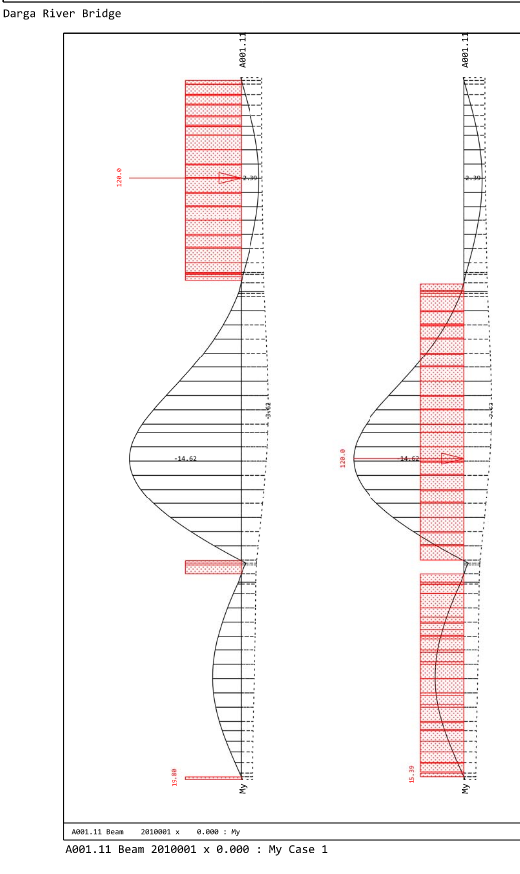 Darga River Bridge
A001.11
A001.11
120.0
2.39
2.39
-14.62
120.0
-14.62
19.80
15.39
My
My
A001.11 Beam 2010001 x 0.000 : My
A001.11 Beam 2010001 x 0.000 : My Case 1